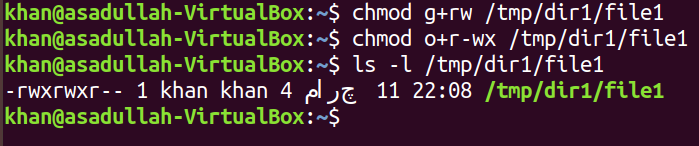 khan@asadullah-VirtualBox:~$ chmod g+rw /tmp/dir1/file1
khan@asadullah-VirtualBox:~$ chmod o+r-wx /tmp/dir1/file1
khan@asadullah-VirtualBox:~$ ls -l /tmp/dir1/file1
-rwxrwxr-- 1 khan khan 4 مارچ  11 22:08 /tmp/dir1/file1
khan@asadullah-VirtualBox:~$